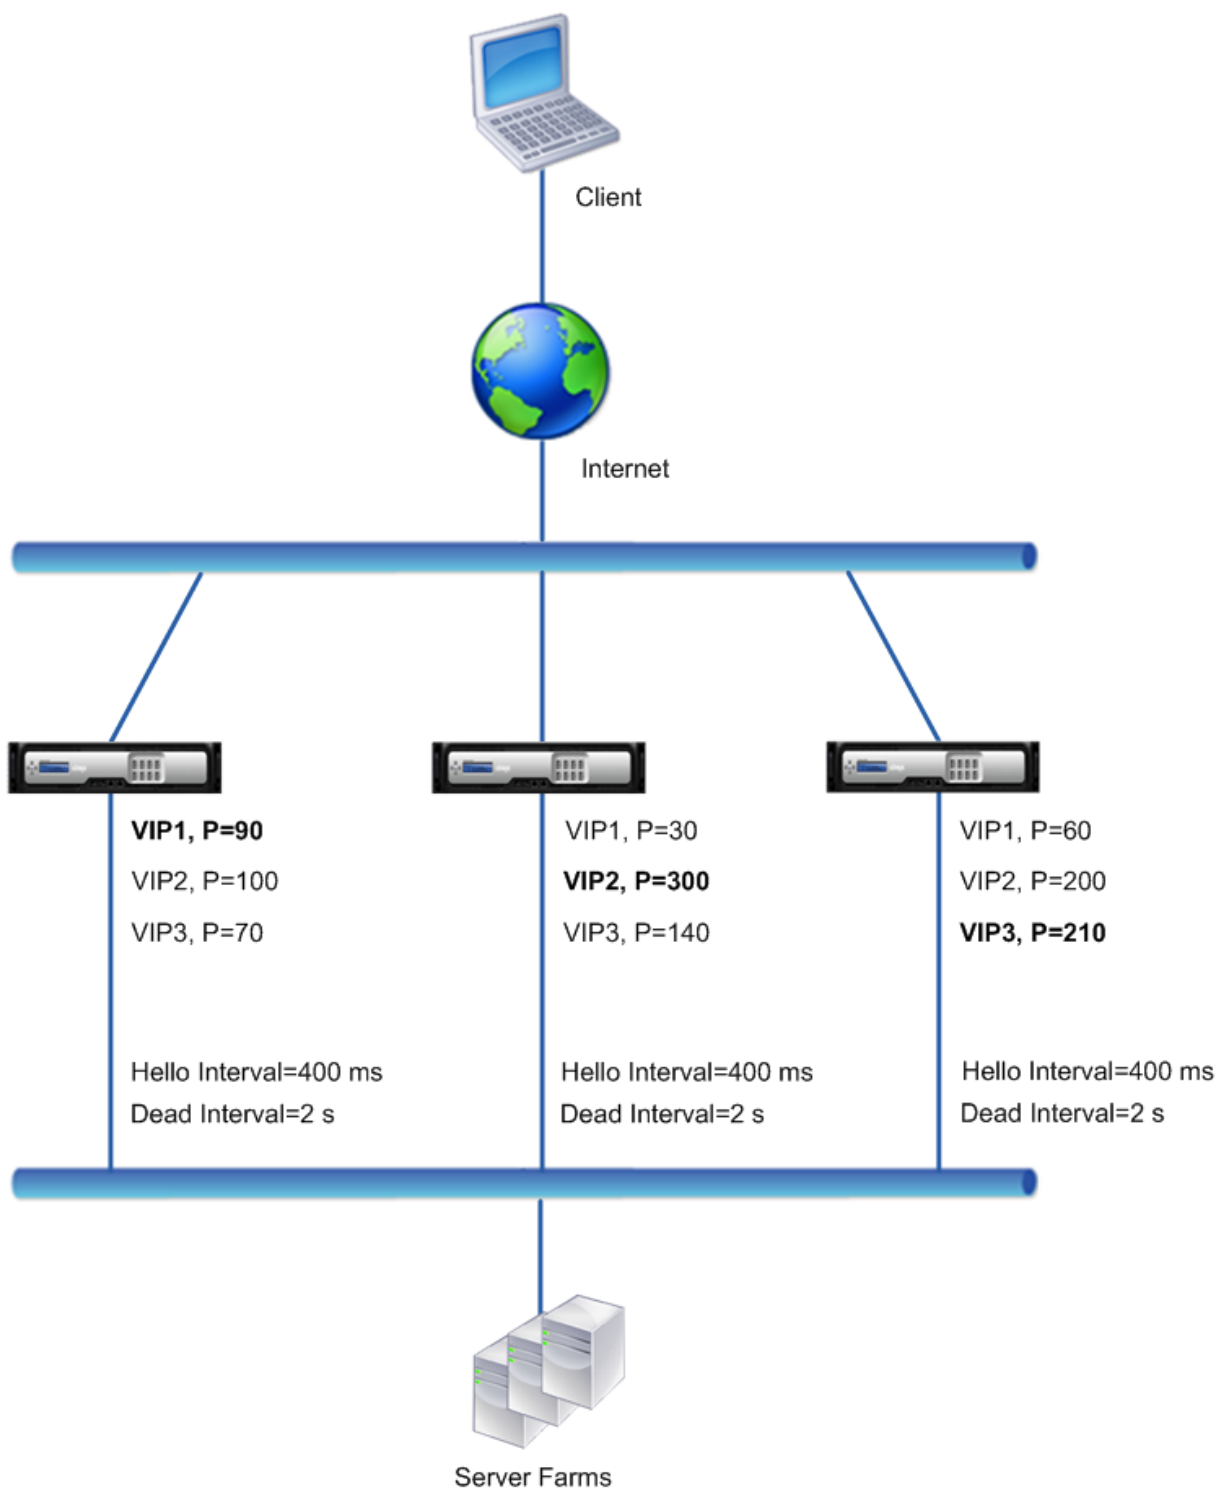 Client
Internet
VIP1, P=90
VIP2, P=100
VIP3, P=70
Hello Interval=400 ms
Dead Interval=2 s
VIP1, P=30
VIP2, P=300
VIP3, P=140
Hello Interval=400 ms
Dead Interval=2 s
VIP1, P=60
VIP2, P=200
VIP3, P=210
Hello Interval=400 ms
Dead Interval=2 s
Server Farms